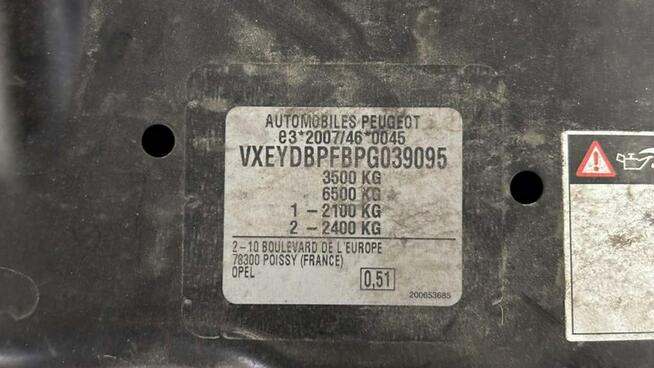 AUTOMOBILES PEUGEOT
e3*2007/46*0045
VXEYDBPFBPG039095
3500 KG
6500 KG
1 - 2100 KG
2 - 2400 KG
2-10 BOULEVARD DE L'EUROPE
78300 POISSY (FRANCE)
OPEL
0,51
200653685